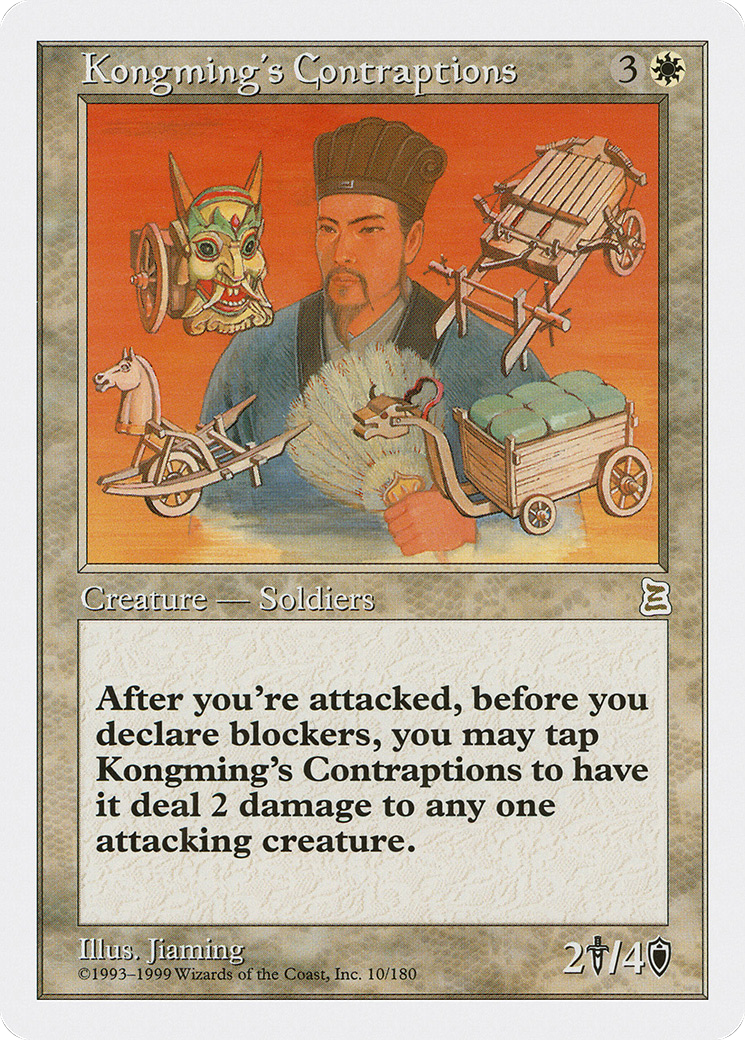 Kongming's Contraptions 3
Creature — Soldiers
三
After you're attacked, before you
declare blockers, you may tap
Kongming's Contraptions to have
it deal 2 damage to any one
attacking creature.
Illus. Jiaming
©1993–1999 Wizards of the Coast, Inc. 10/180
2/4